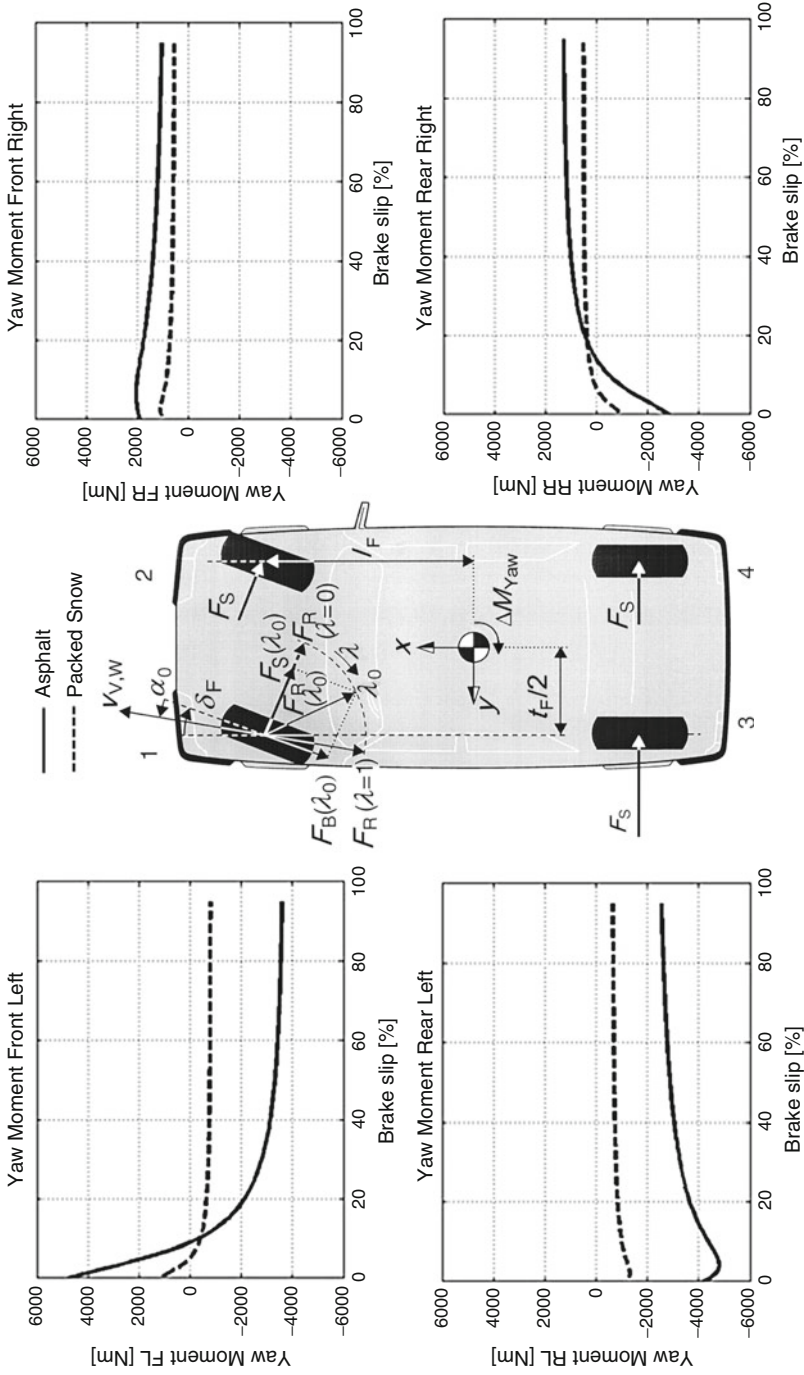 Asphalt
Packed Snow
Yaw Moment Front Left
Yaw Moment FL [Nm]
6000
4000
2000
0
−2000
−4000
−6000
0
20
40
60
80
100
Brake slip [%]
Yaw Moment Front Right
Yaw Moment FR [Nm]
6000
4000
2000
0
−2000
−4000
−6000
0
20
40
60
80
100
Brake slip [%]
1
2
3
4
v_V,W
α_0
δ_F
F_S(λ_0)
F_R(λ_0)
F_R(λ=0)
λ
λ_0
F_B(λ_0)
F_R(λ=1)
F_S
l_F
x
y
ΔM_Yaw
t_F/2
F_S
F_S
Yaw Moment Rear Left
Yaw Moment RL [Nm]
6000
4000
2000
0
−2000
−4000
−6000
0
20
40
60
80
100
Brake slip [%]
Yaw Moment Rear Right
Yaw Moment RR [Nm]
6000
4000
2000
0
−2000
−4000
−6000
0
20
40
60
80
100
Brake slip [%]